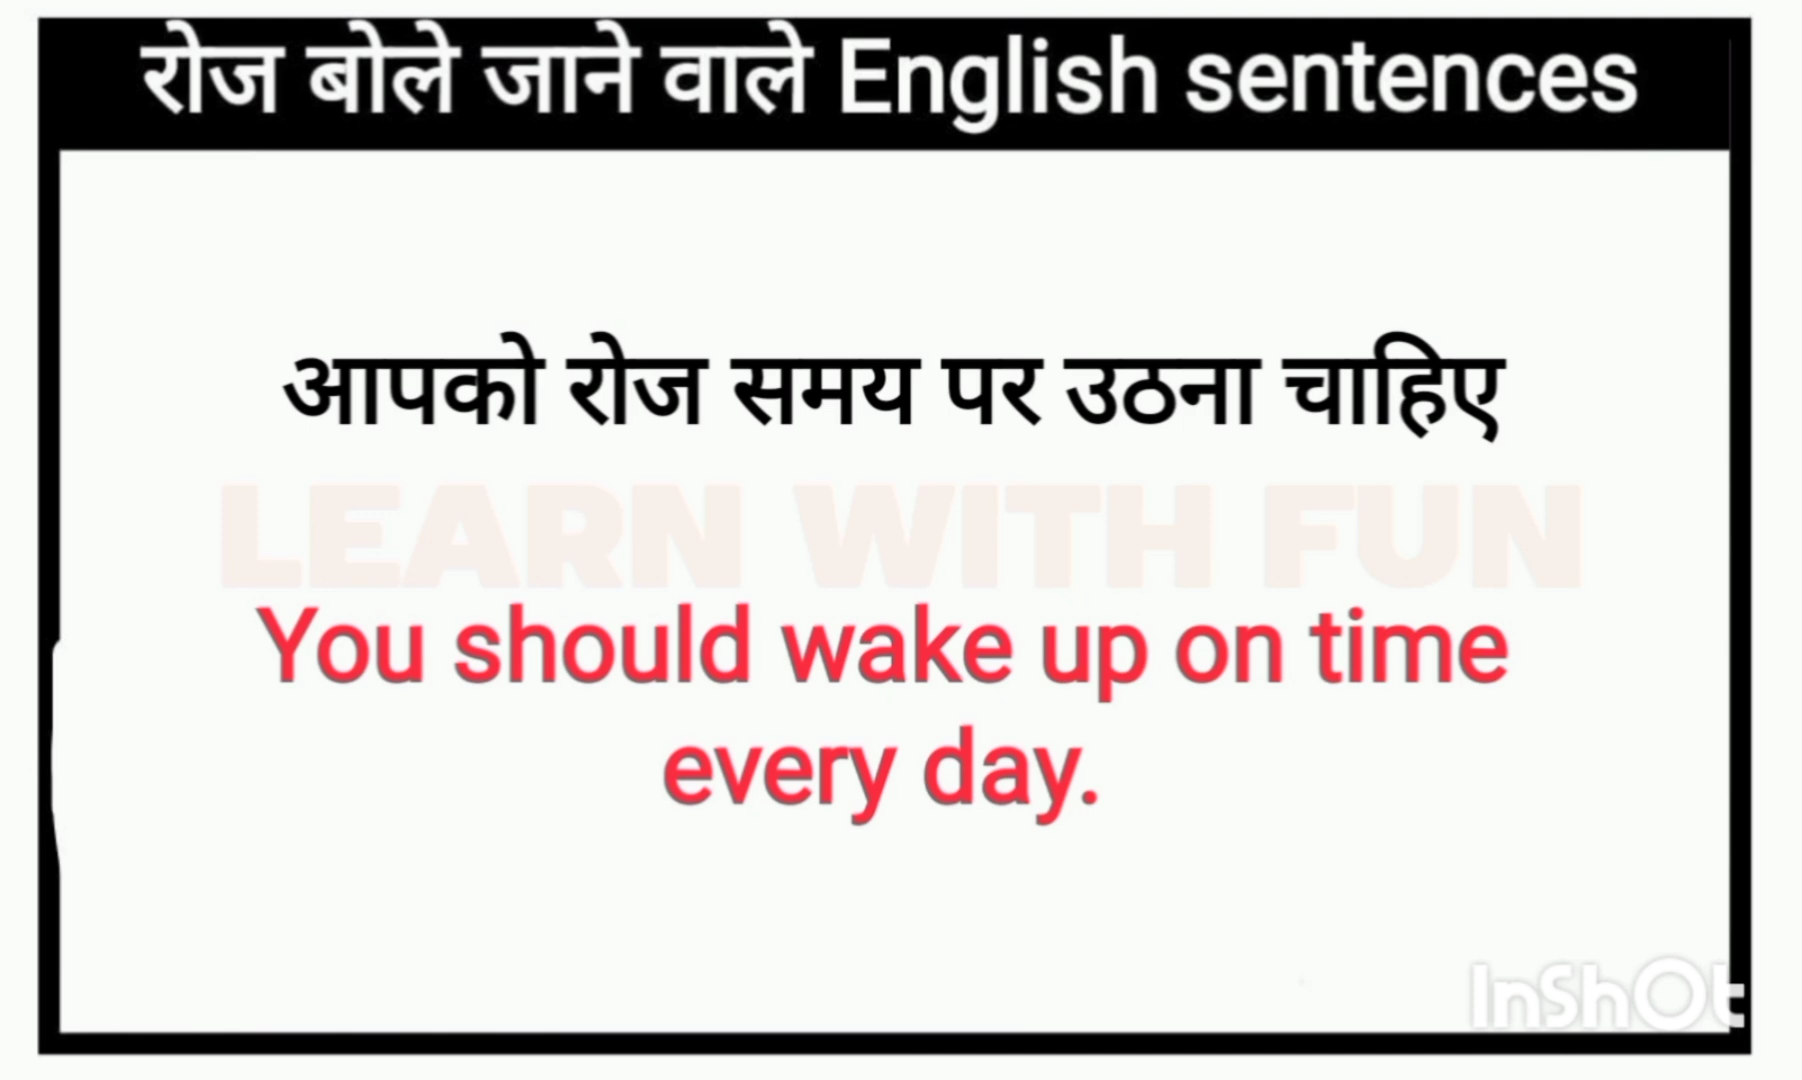 रोज बोले जाने वाले English sentences
आपको रोज समय पर उठना चाहिए
LEARN WITH FUN
You should wake up on time
every day.
InShOt